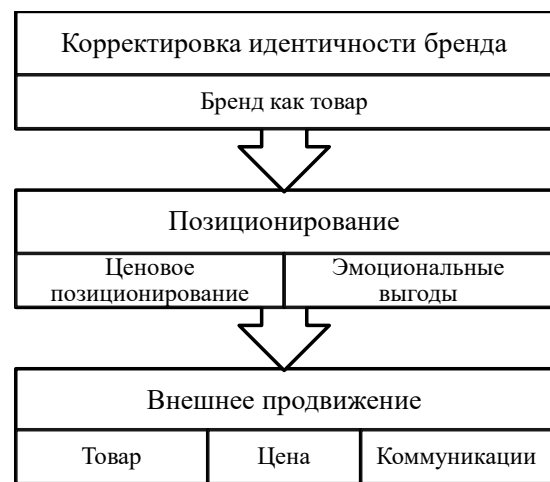 Корректировка идентичности бренда
Бренд как товар
Позиционирование
Ценовое
позиционирование
Эмоциональные
выгоды
Внешнее продвижение
Товар
Цена
Коммуникации